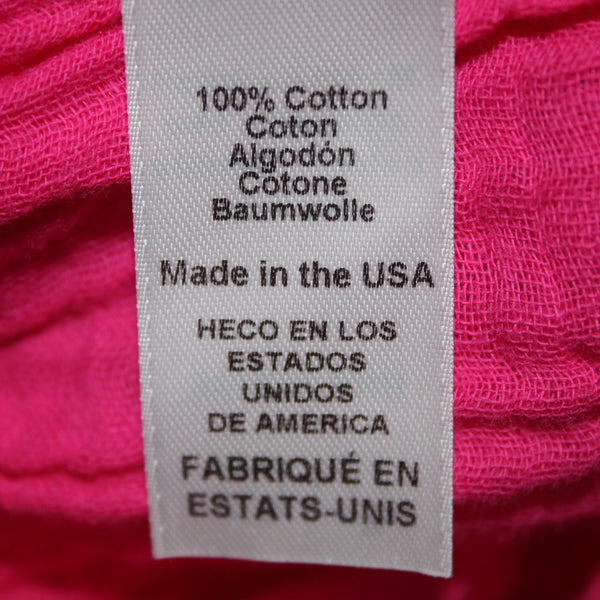 100% Cotton
Coton
Algodón
Cotone
Baumwolle
Made in the USA
HECO EN LOS
ESTADOS
UNIDOS
DE AMERICA
FABRIQUÉ EN
ESTATS-UNIS